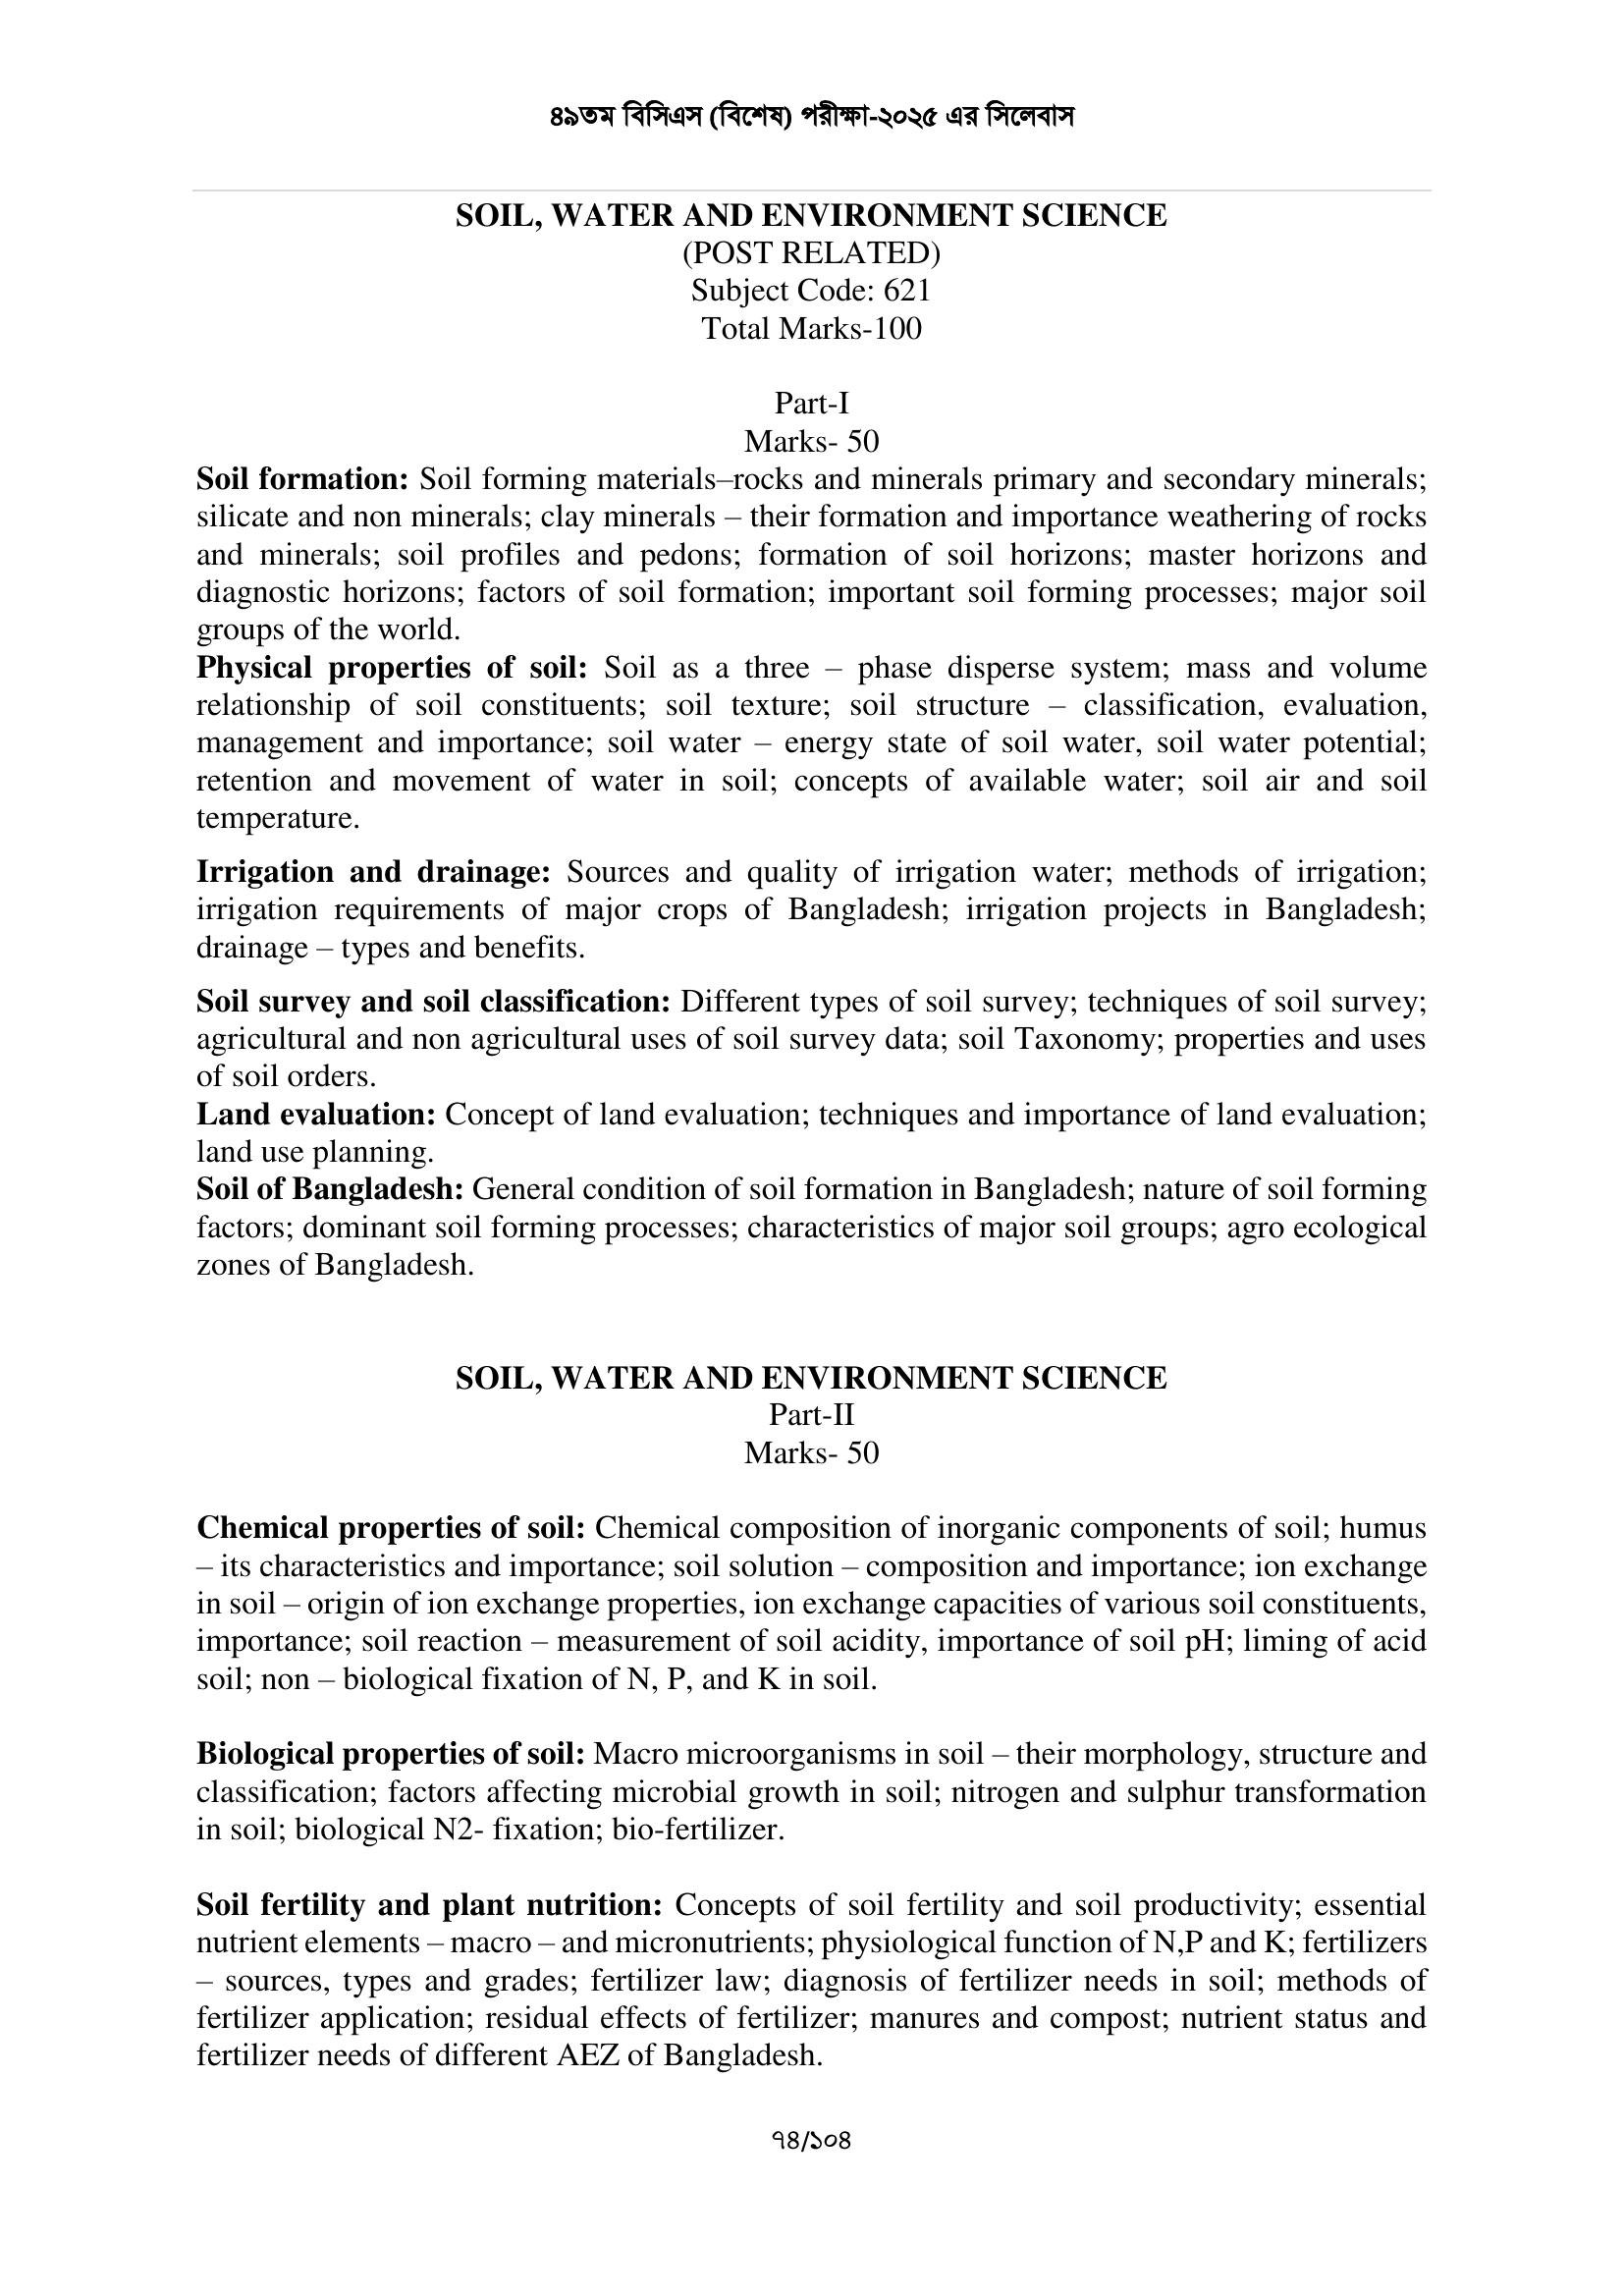 ৪৯তম বিসিএস (বিশেষ) পরীক্ষা-২০২৫ এর সিলেবাস
SOIL, WATER AND ENVIRONMENT SCIENCE
(POST RELATED)
Subject Code: 621
Total Marks-100
Part-I
Marks- 50
Soil formation: Soil forming materials–rocks and minerals primary and secondary minerals;
silicate and non minerals; clay minerals – their formation and importance weathering of rocks
and minerals; soil profiles and pedons; formation of soil horizons; master horizons and
diagnostic horizons; factors of soil formation; important soil forming processes; major soil
groups of the world.
Physical properties of soil: Soil as a three – phase disperse system; mass and volume
relationship of soil constituents; soil texture; soil structure – classification, evaluation,
management and importance; soil water – energy state of soil water, soil water potential;
retention and movement of water in soil; concepts of available water; soil air and soil
temperature.
Irrigation and drainage: Sources and quality of irrigation water; methods of irrigation;
irrigation requirements of major crops of Bangladesh; irrigation projects in Bangladesh;
drainage – types and benefits.
Soil survey and soil classification: Different types of soil survey; techniques of soil survey;
agricultural and non agricultural uses of soil survey data; soil Taxonomy; properties and uses
of soil orders.
Land evaluation: Concept of land evaluation; techniques and importance of land evaluation;
land use planning.
Soil of Bangladesh: General condition of soil formation in Bangladesh; nature of soil forming
factors; dominant soil forming processes; characteristics of major soil groups; agro ecological
zones of Bangladesh.
SOIL, WATER AND ENVIRONMENT SCIENCE
Part-II
Marks- 50
Chemical properties of soil: Chemical composition of inorganic components of soil; humus
– its characteristics and importance; soil solution – composition and importance; ion exchange
in soil – origin of ion exchange properties, ion exchange capacities of various soil constituents,
importance; soil reaction – measurement of soil acidity, importance of soil pH; liming of acid
soil; non – biological fixation of N, P, and K in soil.
Biological properties of soil: Macro microorganisms in soil – their morphology, structure and
classification; factors affecting microbial growth in soil; nitrogen and sulphur transformation
in soil; biological N2- fixation; bio-fertilizer.
Soil fertility and plant nutrition: Concepts of soil fertility and soil productivity; essential
nutrient elements – macro – and micronutrients; physiological function of N,P and K; fertilizers
– sources, types and grades; fertilizer law; diagnosis of fertilizer needs in soil; methods of
fertilizer application; residual effects of fertilizer; manures and compost; nutrient status and
fertilizer needs of different AEZ of Bangladesh.
৭৪/১০৪